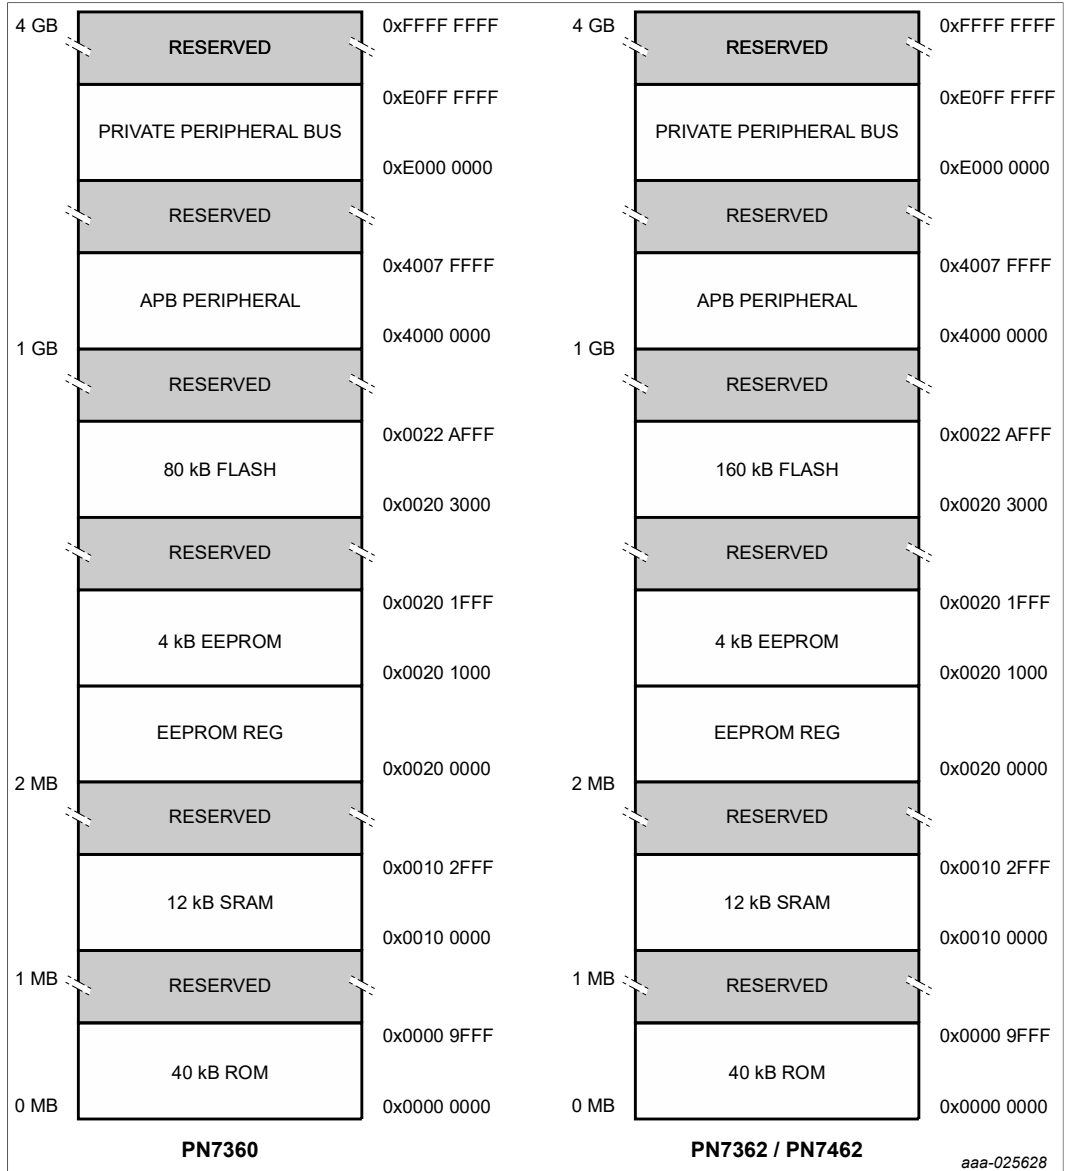 4 GB RESERVED 0xFFFF FFFF
PRIVATE PERIPHERAL BUS 0xE0FF FFFF
0xE000 0000
RESERVED
APB PERIPHERAL 0x4007 FFFF
0x4000 0000
1 GB
RESERVED
80 kB FLASH 0x0022 AFFF
0x0020 3000
RESERVED
4 kB EEPROM 0x0020 1FFF
0x0020 1000
EEPROM REG
0x0020 0000
2 MB
RESERVED
12 kB SRAM 0x0010 2FFF
0x0010 0000
1 MB RESERVED
40 kB ROM 0x0000 9FFF
0 MB 0x0000 0000
PN7360
4 GB RESERVED 0xFFFF FFFF
PRIVATE PERIPHERAL BUS 0xE0FF FFFF
0xE000 0000
RESERVED
APB PERIPHERAL 0x4007 FFFF
0x4000 0000
1 GB
RESERVED
160 kB FLASH 0x0022 AFFF
0x0020 3000
RESERVED
4 kB EEPROM 0x0020 1FFF
0x0020 1000
EEPROM REG
0x0020 0000
2 MB
RESERVED
12 kB SRAM 0x0010 2FFF
0x0010 0000
1 MB RESERVED
40 kB ROM 0x0000 9FFF
0 MB 0x0000 0000
PN7362 / PN7462
aaa-025628